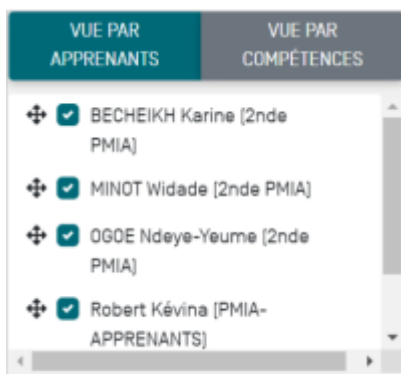 VUE PAR
APPRENANTS
VUE PAR
COMPÉTENCES
BECHEIKH Karine (2nde
PMIA)
MINOT Widade (2nde PMIA)
OGOE Ndeye-Yeume (2nde
PMIA)
Robert Kévina (PMIA-
APPRENANTS)